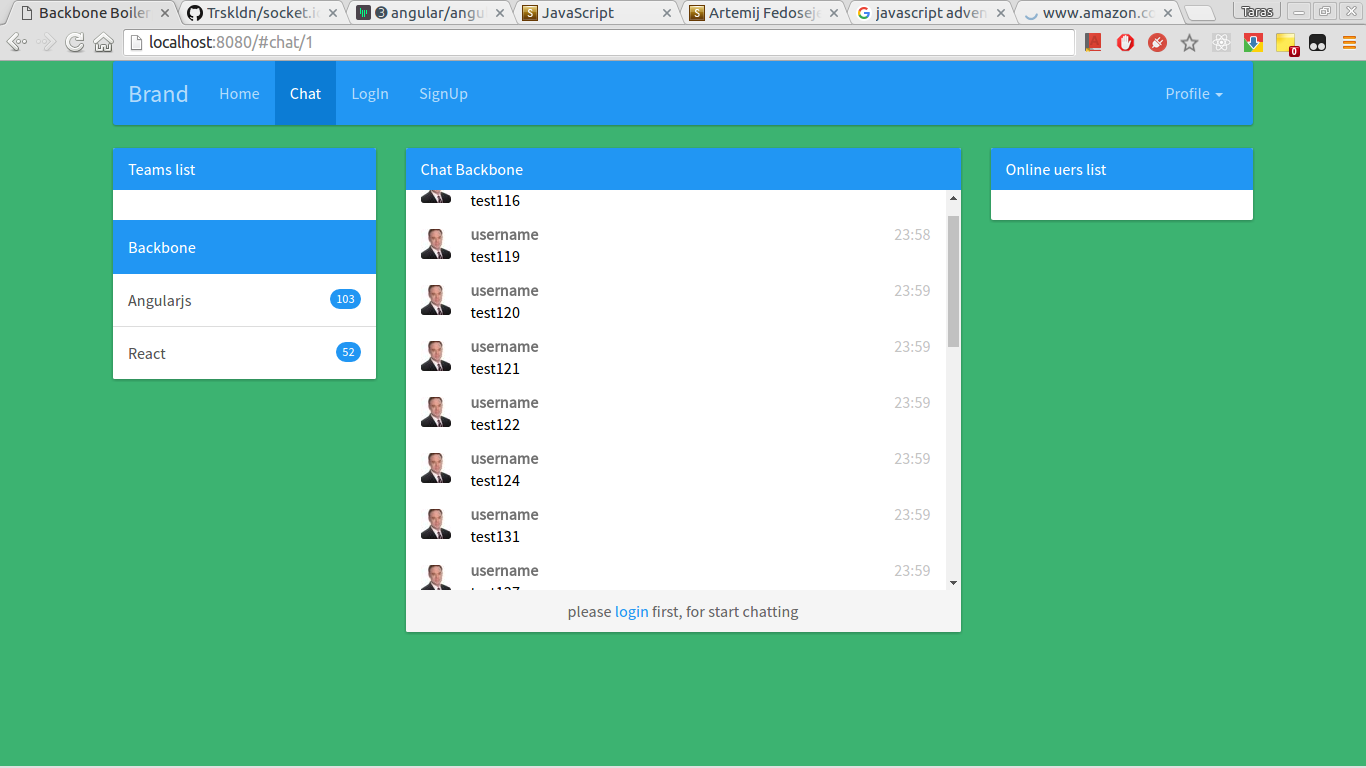 Backbone Boiler
Trskldn/socket.io
3 angular/angu
JavaScript
Artemij Fedoseje
javascript adven
www.amazon.co
Taras
localhost:8080/#chat/1
0
Brand
Home
Chat
LogIn
SignUp
Profile
Teams list
Backbone
Angularjs
103
React
52
Chat Backbone
test116
username
23:58
test119
username
23:59
test120
username
23:59
test121
username
23:59
test122
username
23:59
test124
username
23:59
test131
username
23:59
please login first, for start chatting
Online uers list